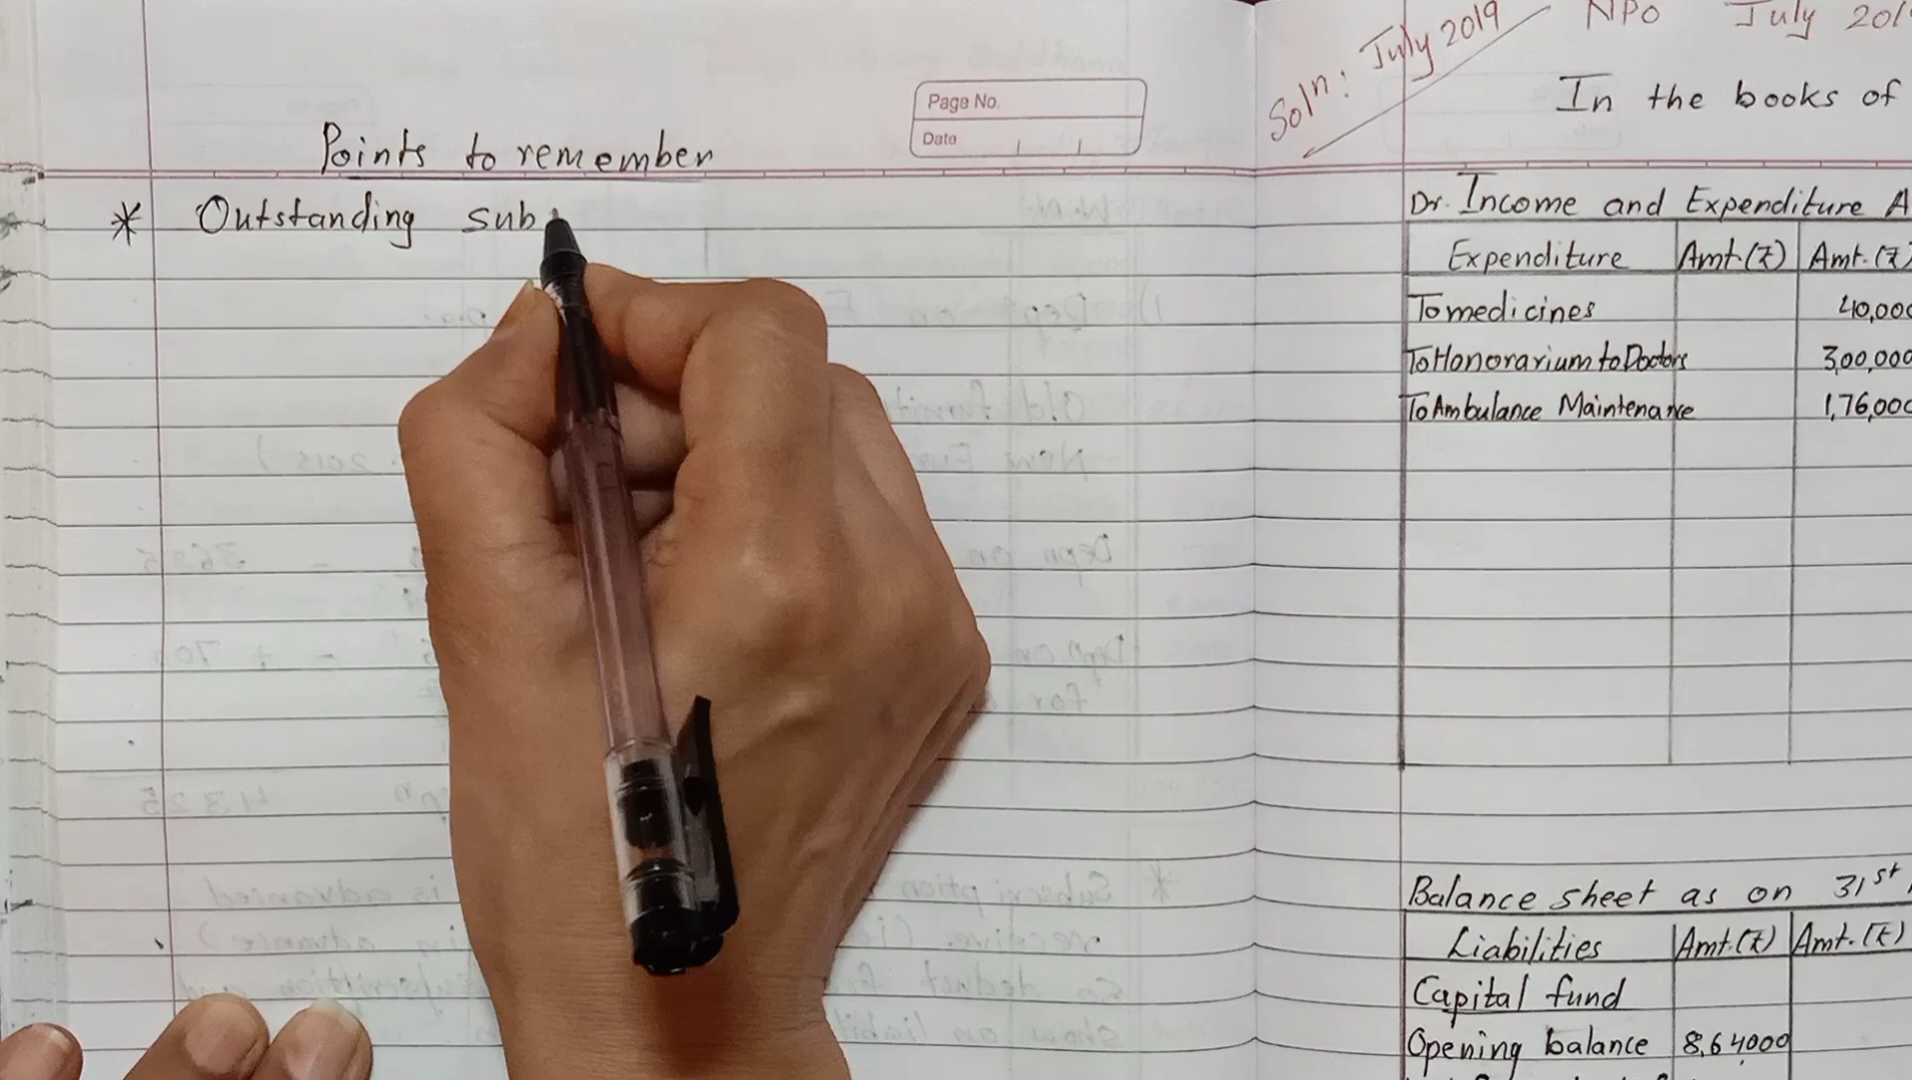 Page No.
Date
Points to remember
* Outstanding sub
Soln: July 2019
NPO July 201
In the books of
Dr. Income and Expenditure A
Expenditure Amt.(₹) Amt.(₹)
To medicines 40,000
To Honorarium to Doctors 3,00,000
To Ambulance Maintenance 1,76,000
Balance sheet as on 31st
Liabilities Amt.(₹) Amt.(₹)
Capital fund
Opening balance 8,64000